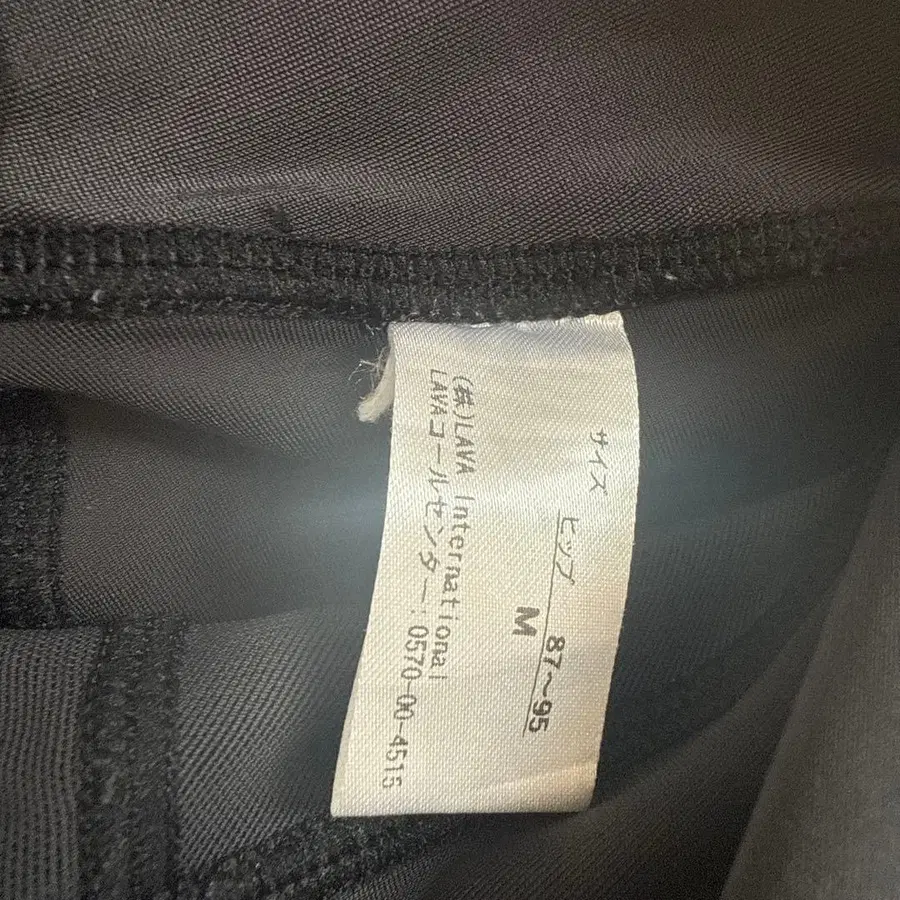 サイズ
ヒップ 87〜95
M
(株)LAVA International
LAVAコールセンター:0570-00-4515